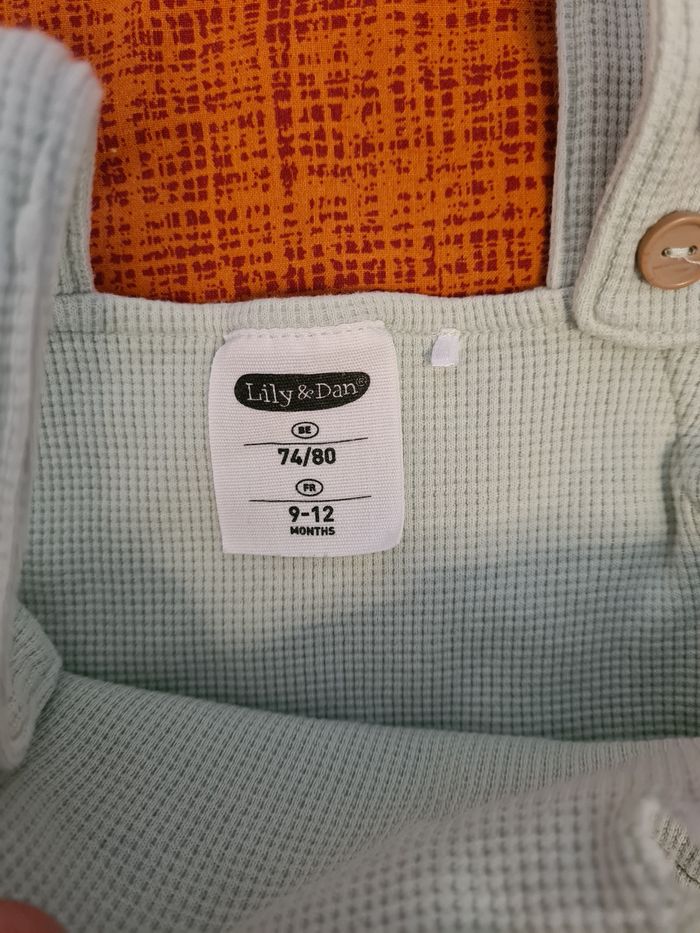 Lily & Dan®
BE
74/80
FR
9-12
MONTHS